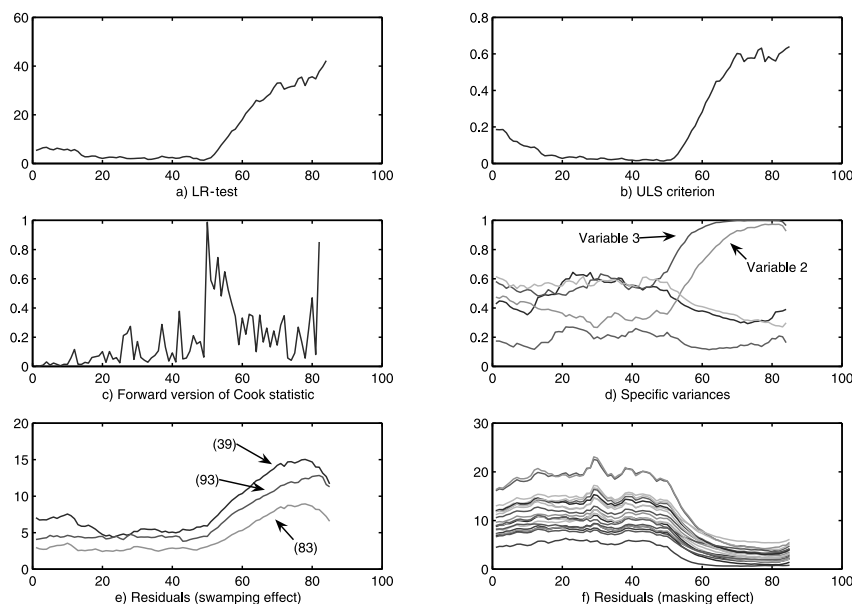 60
40
20
0
0 20 40 60 80 100
a) LR-test
0.8
0.6
0.4
0.2
0
0 20 40 60 80 100
b) ULS criterion
1
0.8
0.6
0.4
0.2
0
0 20 40 60 80 100
c) Forward version of Cook statistic
1
0.8
0.6
0.4
0.2
0
Variable 3
Variable 2
0 20 40 60 80 100
d) Specific variances
20
15
10
5
0
(39)
(93)
(83)
0 20 40 60 80 100
e) Residuals (swamping effect)
30
20
10
0
0 20 40 60 80 100
f) Residuals (masking effect)